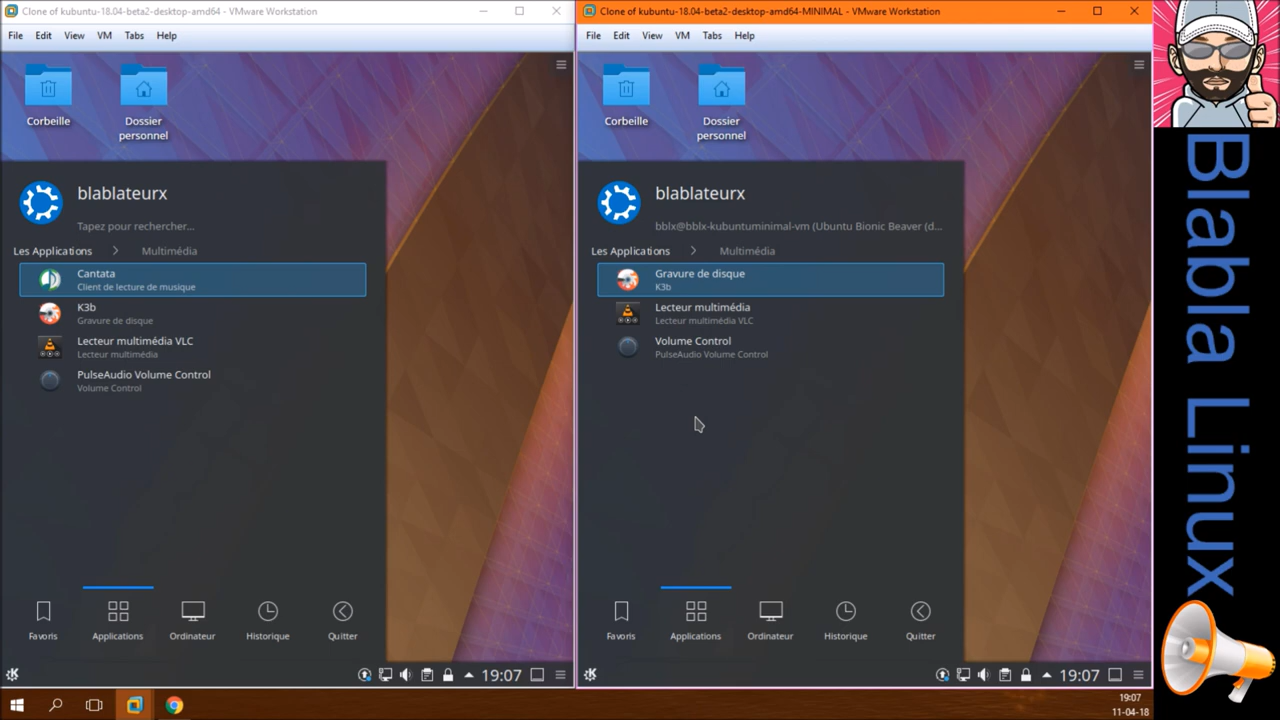 Clone of kubuntu-18.04-beta2-desktop-amd64 - VMware Workstation
File Edit View VM Tabs Help
Corbeille
Dossier
personnel
blablateurx
Tapez pour rechercher...
Les Applications > Multimédia
Cantata
Client de lecture de musique
K3b
Gravure de disque
Lecteur multimédia VLC
Lecteur multimédia
PulseAudio Volume Control
Volume Control
Favoris Applications Ordinateur Historique Quitter
19:07
Clone of kubuntu-18.04-beta2-desktop-amd64-MINIMAL - VMware Workstation
File Edit View VM Tabs Help
Corbeille
Dossier
personnel
blablateurx
bblx@bblx-kubuntuminimal-vm (Ubuntu Bionic Beaver (d...
Les Applications > Multimédia
Gravure de disque
K3b
Lecteur multimédia
Lecteur multimédia VLC
Volume Control
PulseAudio Volume Control
Favoris Applications Ordinateur Historique Quitter
19:07
Blabla Linux
19:07
11-04-18